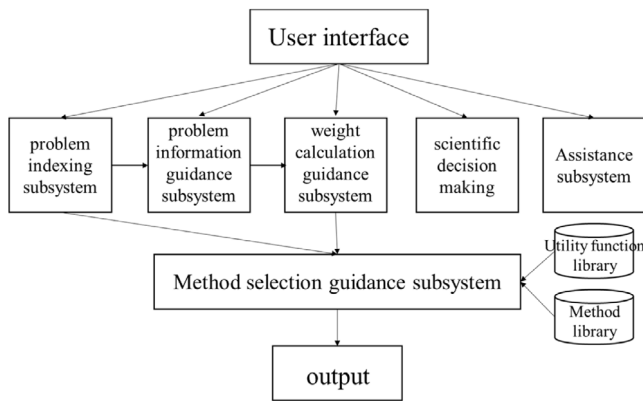 User interface
problem
indexing
subsystem
problem
information
guidance
subsystem
weight
calculation
guidance
subsystem
scientific
decision
making
Assistance
subsystem
Utility function
library
Method selection guidance subsystem
Method
library
output